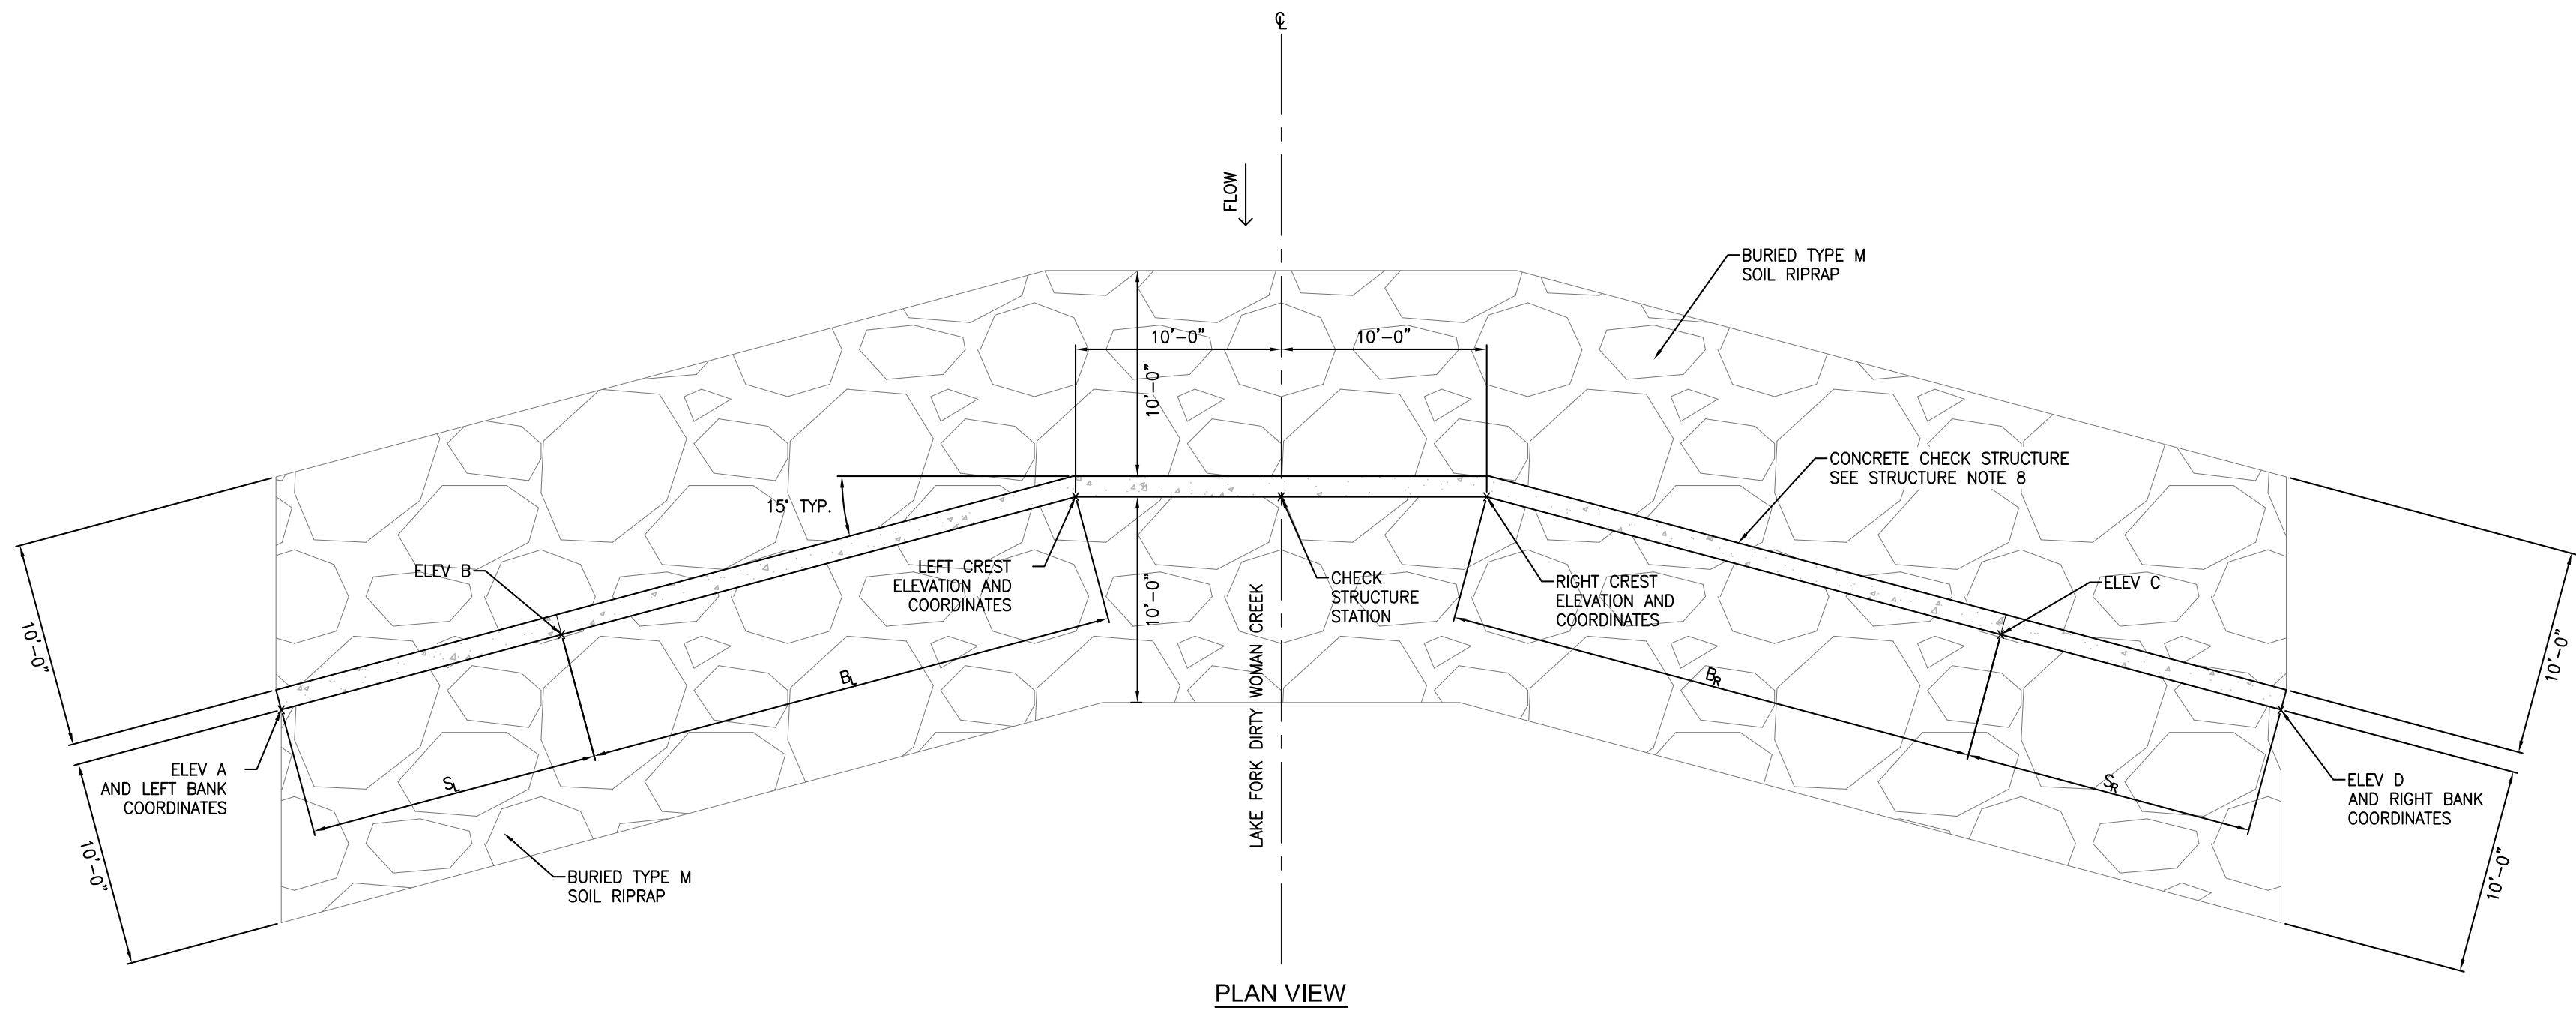 ℄
FLOW
BURIED TYPE M
SOIL RIPRAP
10'-0"
10'-0"
10'-0"
CONCRETE CHECK STRUCTURE
SEE STRUCTURE NOTE 8
15° TYP.
ELEV B
LEFT CREST
ELEVATION AND
COORDINATES
10'-0"
CHECK
STRUCTURE
STATION
RIGHT CREST
ELEVATION AND
COORDINATES
ELEV C
10'-0"
10'-0"
BL
BR
LAKE FORK DIRTY WOMAN CREEK
ELEV A
AND LEFT BANK
COORDINATES
SL
SR
ELEV D
AND RIGHT BANK
COORDINATES
10'-0"
10'-0"
BURIED TYPE M
SOIL RIPRAP
PLAN VIEW